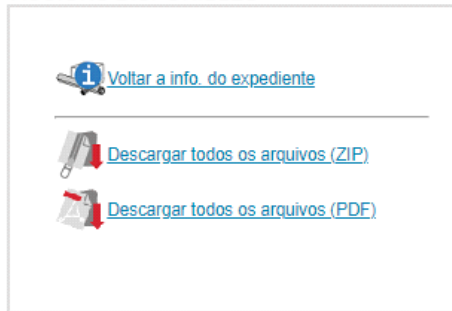 Voltar a info. do expediente
Descargar todos os arquivos (ZIP)
Descargar todos os arquivos (PDF)